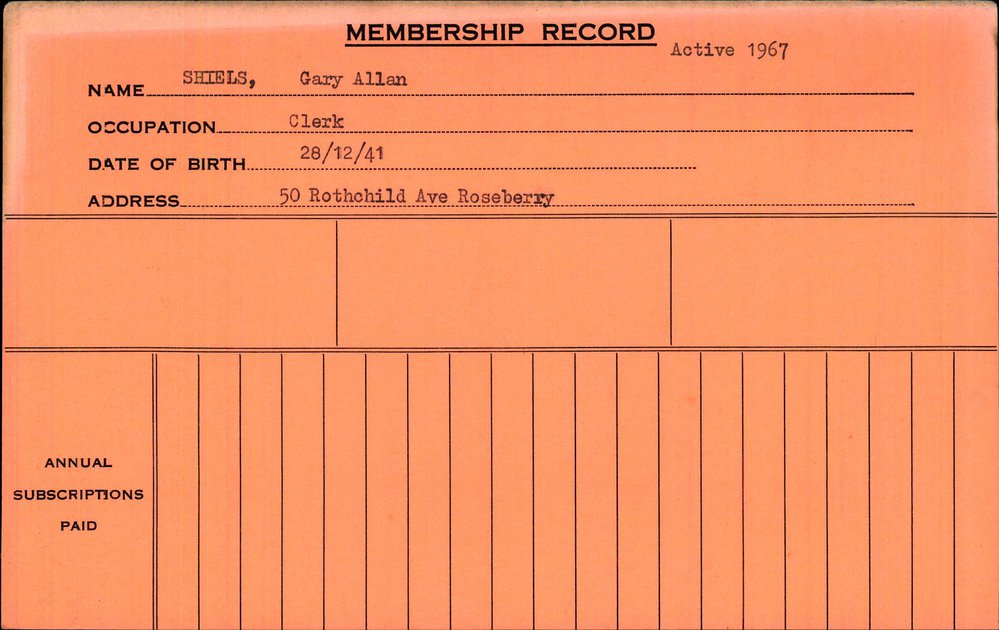 MEMBERSHIP RECORD
Active 1967
NAME SHIELS, Gary Allan
OCCUPATION Clerk
DATE OF BIRTH 28/12/41
ADDRESS 50 Rothchild Ave Roseberry
ANNUAL
SUBSCRIPTIONS
PAID